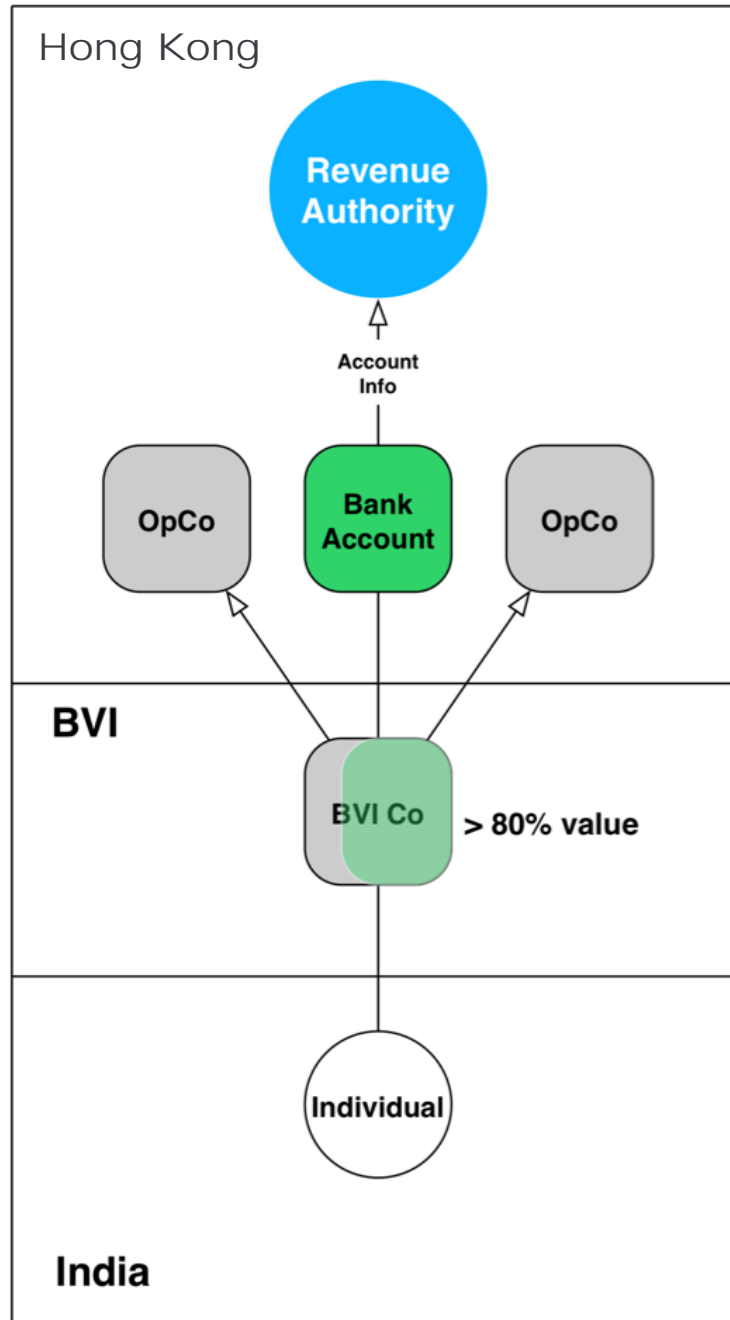 Hong Kong
Revenue
Authority
Account
Info
OpCo
Bank
Account
OpCo
BVI
BVI Co
> 80% value
Individual
India